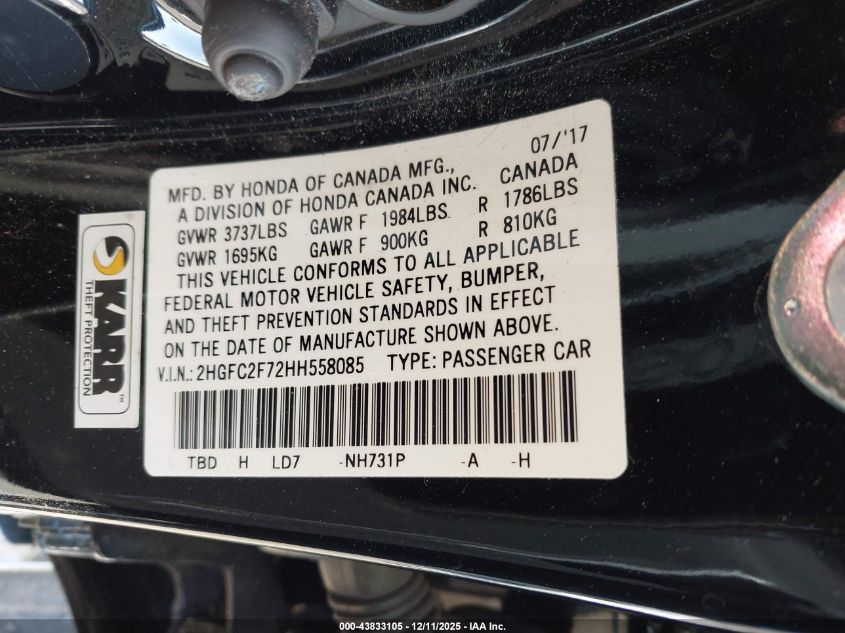 07/'17
MFD. BY HONDA OF CANADA MFG.,
A DIVISION OF HONDA CANADA INC. CANADA
GVWR 3737LBS GAWR F 1984LBS R 1786LBS
GVWR 1695KG GAWR F 900KG R 810KG
THIS VEHICLE CONFORMS TO ALL APPLICABLE
FEDERAL MOTOR VEHICLE SAFETY, BUMPER,
AND THEFT PREVENTION STANDARDS IN EFFECT
ON THE DATE OF MANUFACTURE SHOWN ABOVE.
V.I.N.: 2HGFC2F72HH558085 TYPE: PASSENGER CAR
TBD H LD7 -NH731P -A -H
KARR™
THEFT PROTECTION
000-43833105 - 12/11/2025 - IAA Inc.